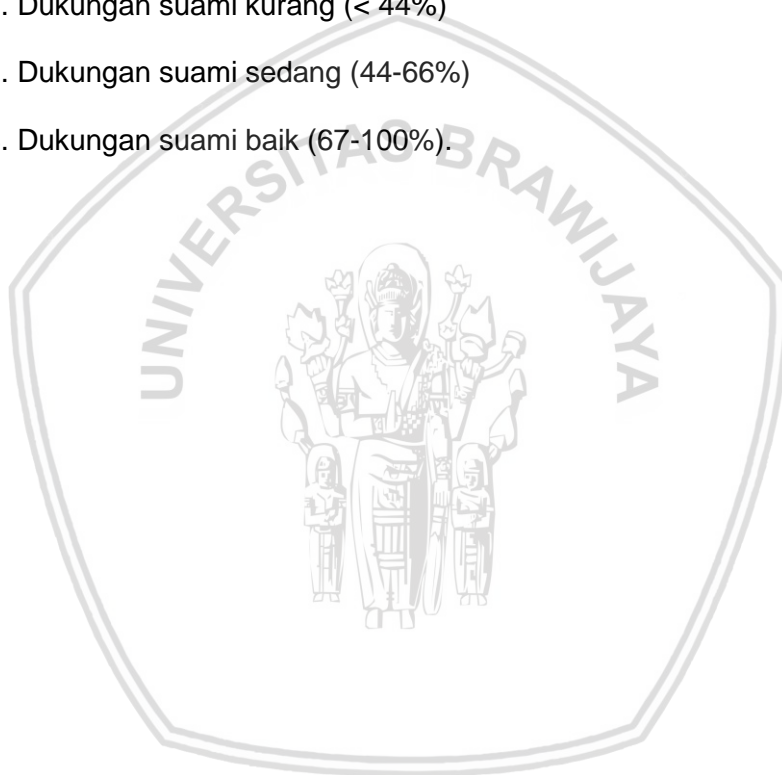 . Dukungan suami kurang (< 44%)
. Dukungan suami sedang (44-66%)
. Dukungan suami baik (67-100%).
UNIVERSITAS BRAWIJAYA